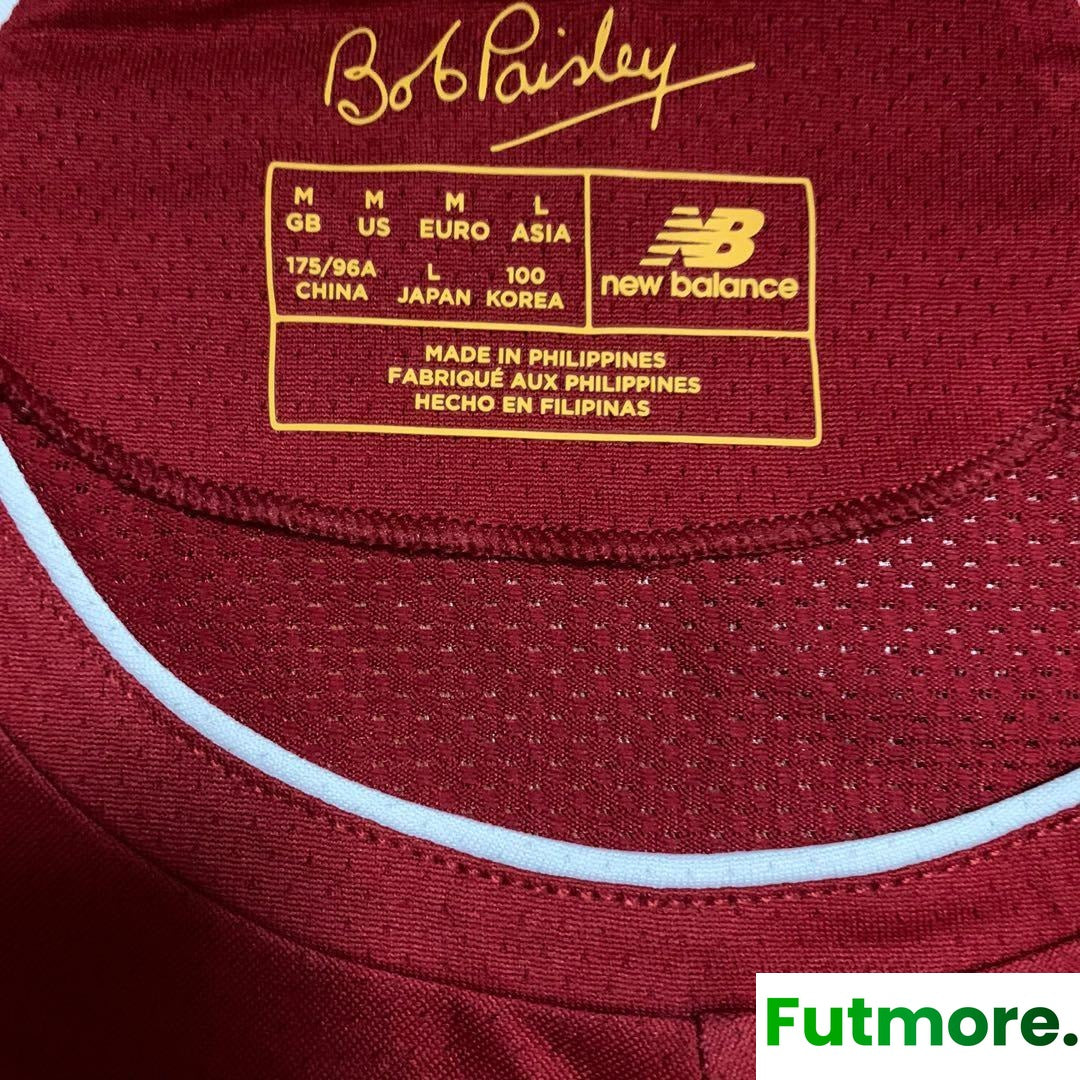 Bob Paisley
M M M L
GB US EURO ASIA
175/96A L 100
CHINA JAPAN KOREA
NB
new balance
MADE IN PHILIPPINES
FABRIQUÉ AUX PHILIPPINES
HECHO EN FILIPINAS
Futmore.